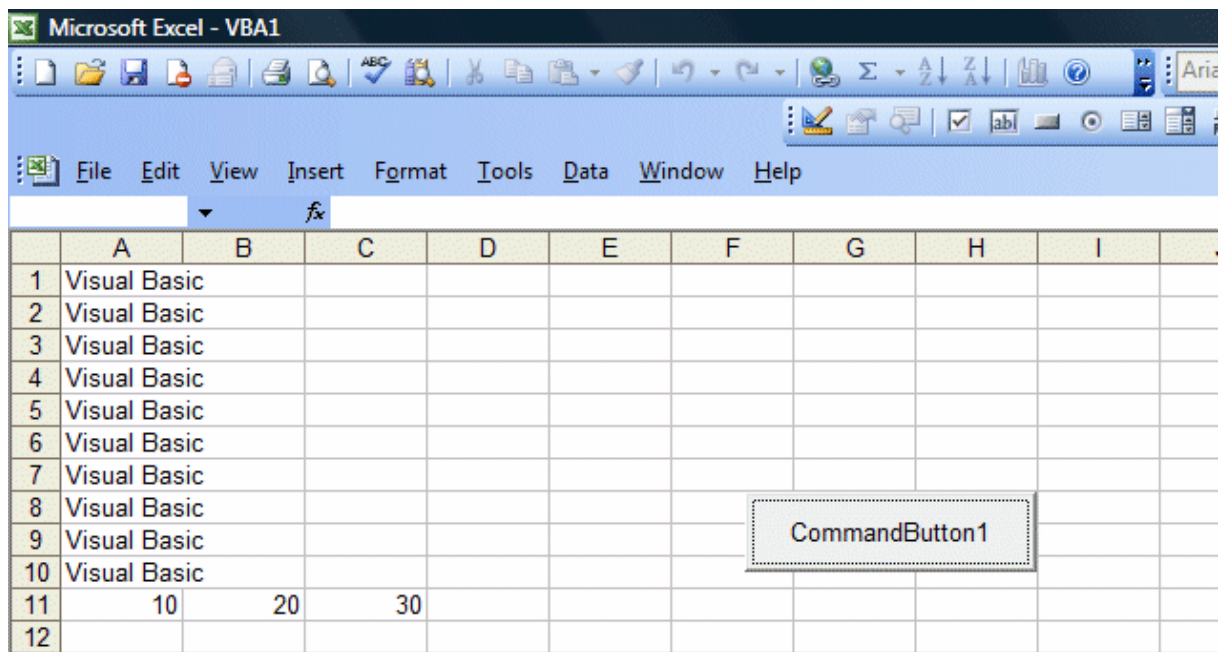 Microsoft Excel - VBA1
ABC
A
Z
Z
A
Aria
ab
File Edit View Insert Format Tools Data Window Help
fx
A B C D E F G H I
1 Visual Basic
2 Visual Basic
3 Visual Basic
4 Visual Basic
5 Visual Basic
6 Visual Basic
7 Visual Basic
8 Visual Basic
9 Visual Basic
10 Visual Basic
CommandButton1
11 10 20 30
12